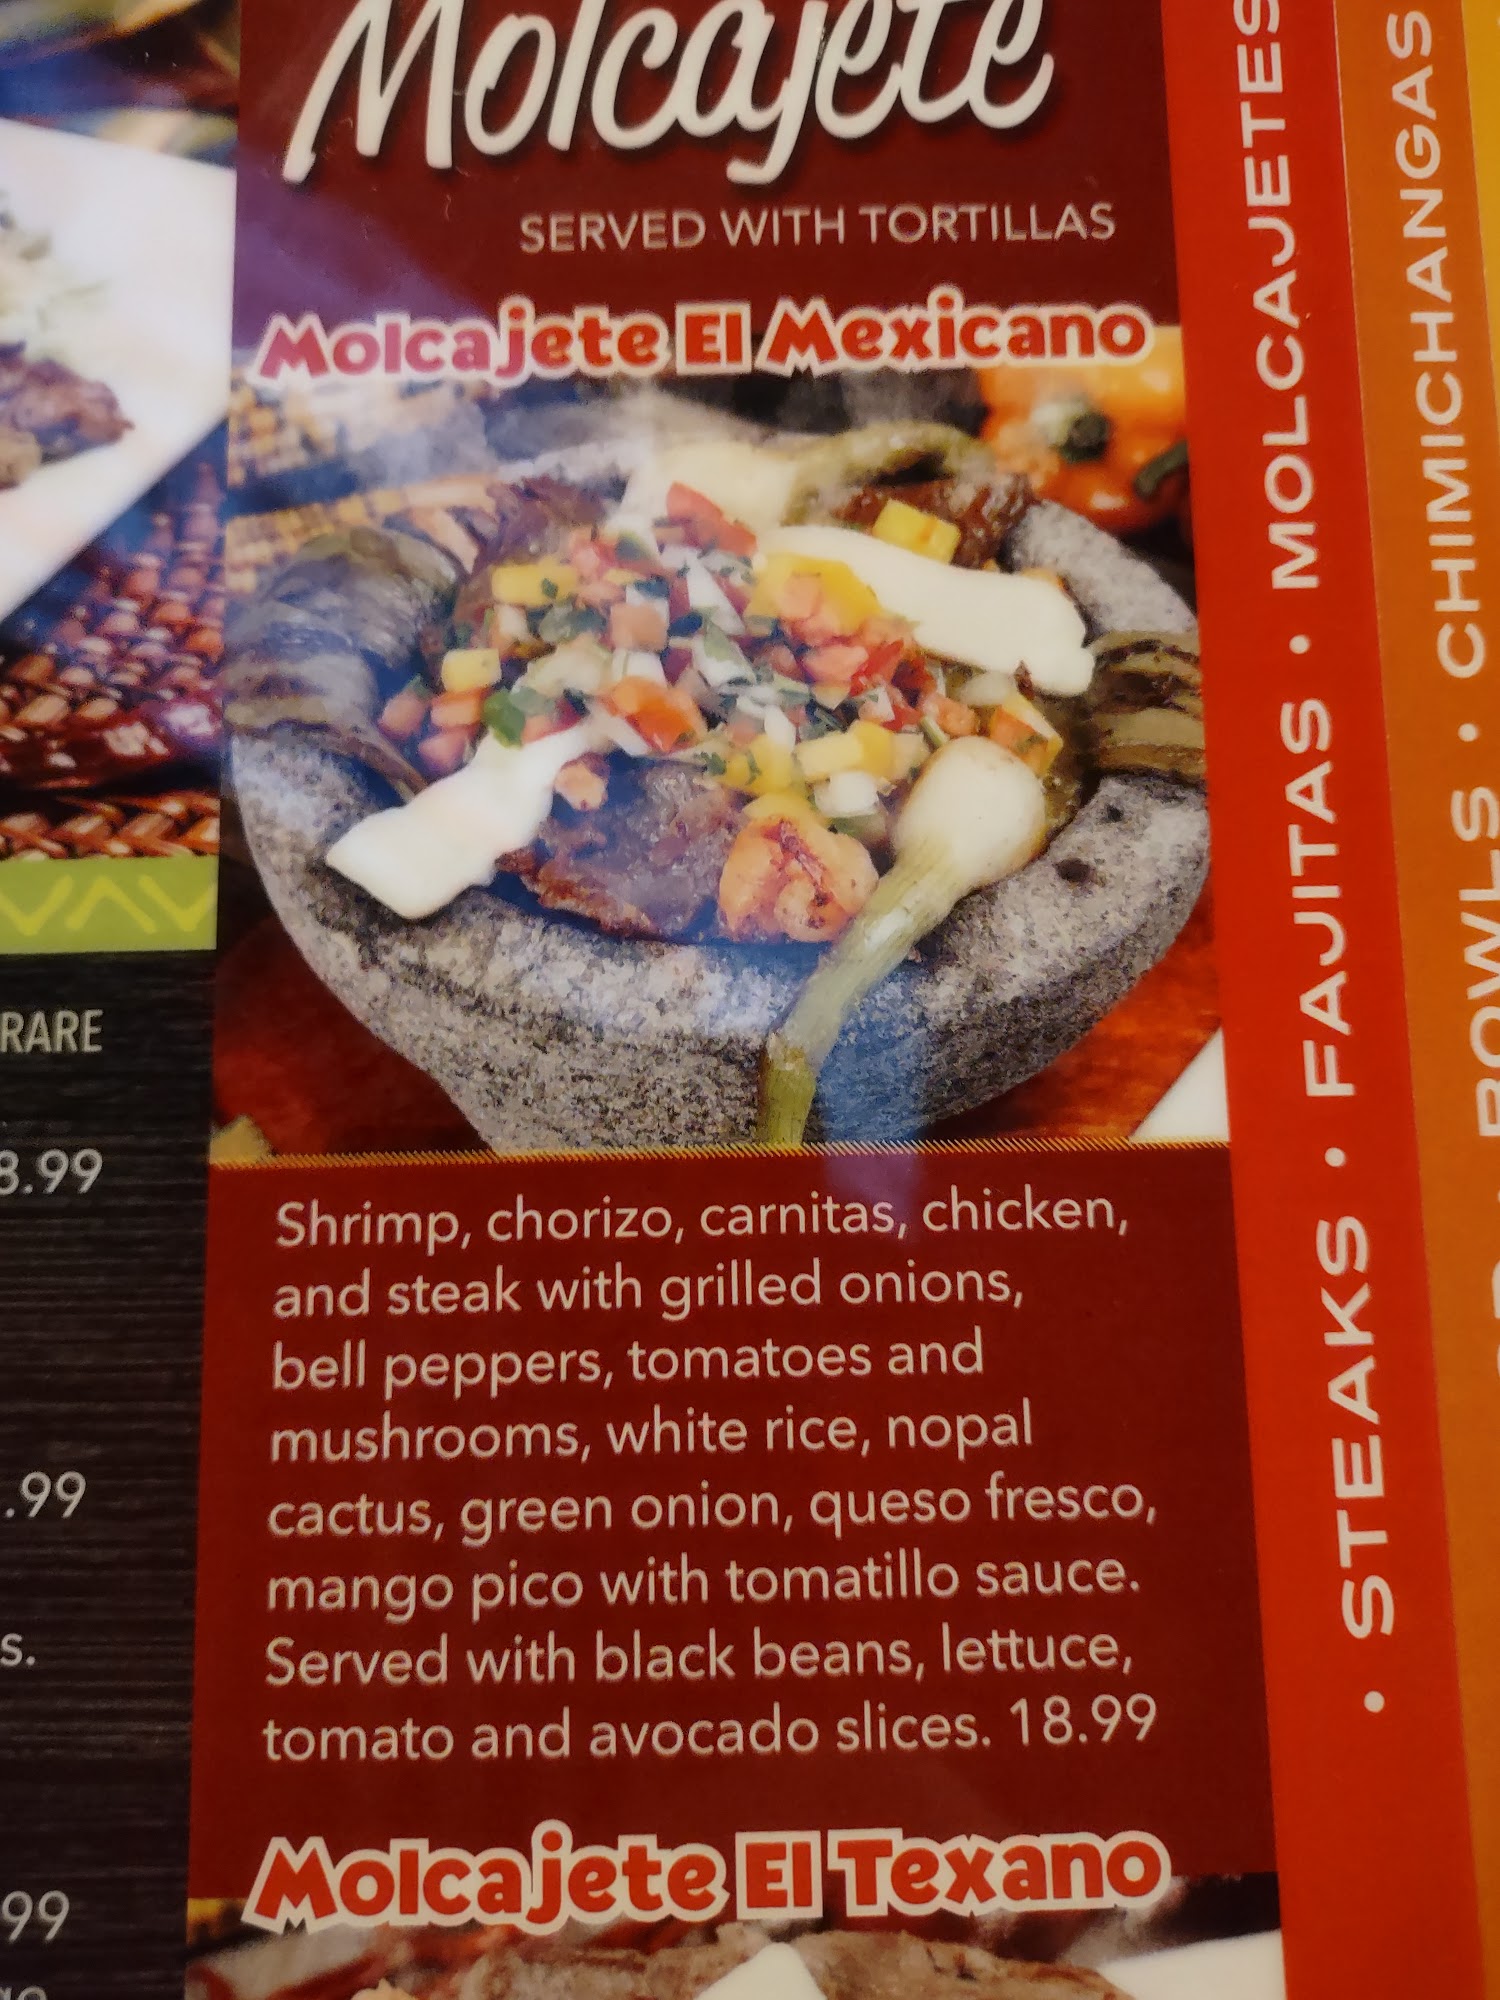 Molcajete
SERVED WITH TORTILLAS
Molcajete El Mexicano
Shrimp, chorizo, carnitas, chicken,
and steak with grilled onions,
bell peppers, tomatoes and
mushrooms, white rice, nopal
cactus, green onion, queso fresco,
mango pico with tomatillo sauce.
Served with black beans, lettuce,
tomato and avocado slices. 18.99
Molcajete El Texano
RARE
8.99
.99
s.
99
· STEAKS · FAJITAS · MOLCAJETES
BOWLS · CHIMICHANGAS